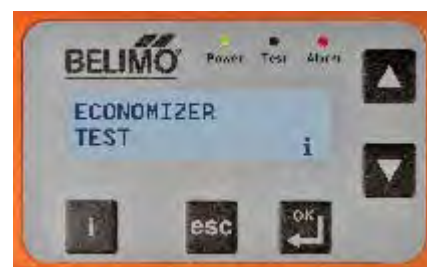 BELIMO
Power Test Alarm
ECONOMIZER
TEST
i
i esc OK